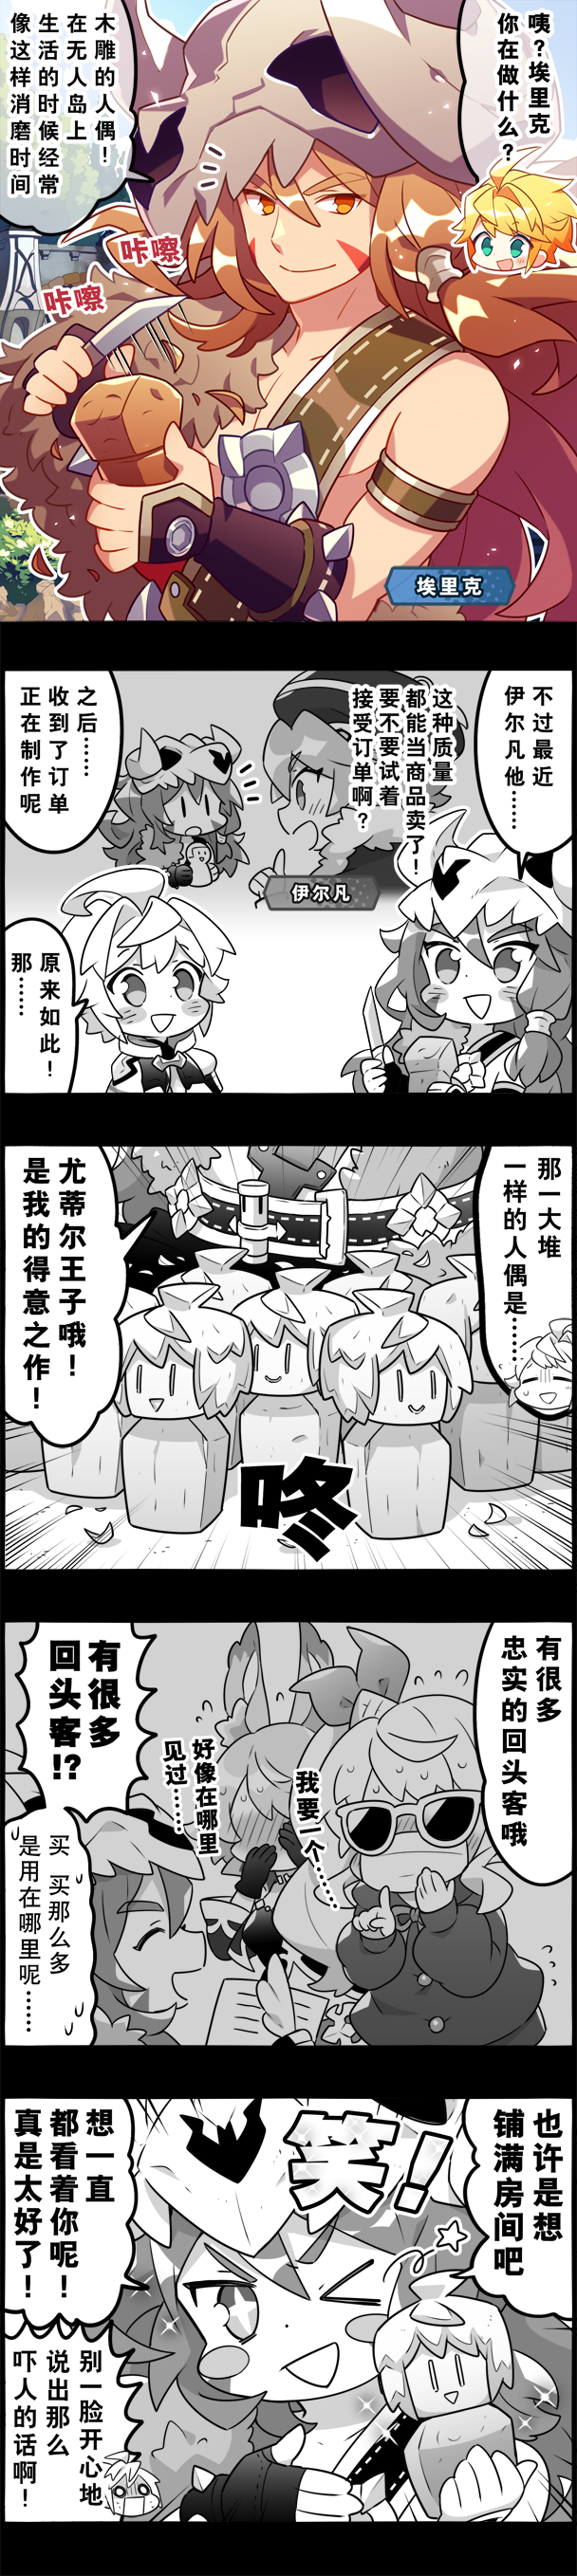 咦？埃里克
你在做什么？
木雕的人偶！
在无人岛上
生活的时候经常
像这样消磨时间
咔嚓
咔嚓
埃里克
不过最近
伊尔凡他……
这种质量
都能当商品卖了！
要不要试着
接受订单啊？
伊尔凡
之后……
收到了订单
正在制作呢
原来如此！
那……
那一大堆
一样的人偶是……
尤蒂尔王子哦！
是我的得意之作！
咚
有很多
忠实的回头客哦
我要一个……
好像在哪里
见过……
有很多
回头客!?
买 买那么多
是用在哪里呢……
也许是想
铺满房间吧
笑！
想一直
都看着你呢！
真是太好了！
别一脸开心地
说出那么
吓人的话啊！